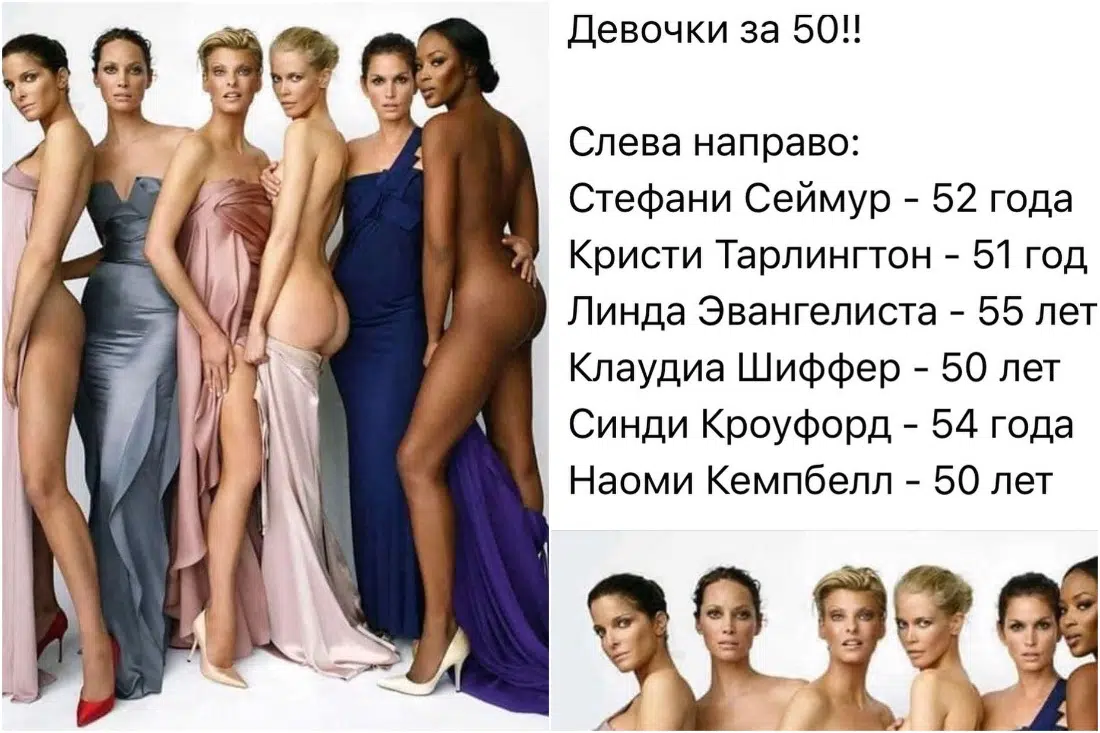 Девочки за 50!!
Слева направо:
Стефани Сеймур - 52 года
Кристи Тарлингтон - 51 год
Линда Эвангелиста - 55 лет
Клаудиа Шиффер - 50 лет
Синди Кроуфорд - 54 года
Наоми Кемпбелл - 50 лет